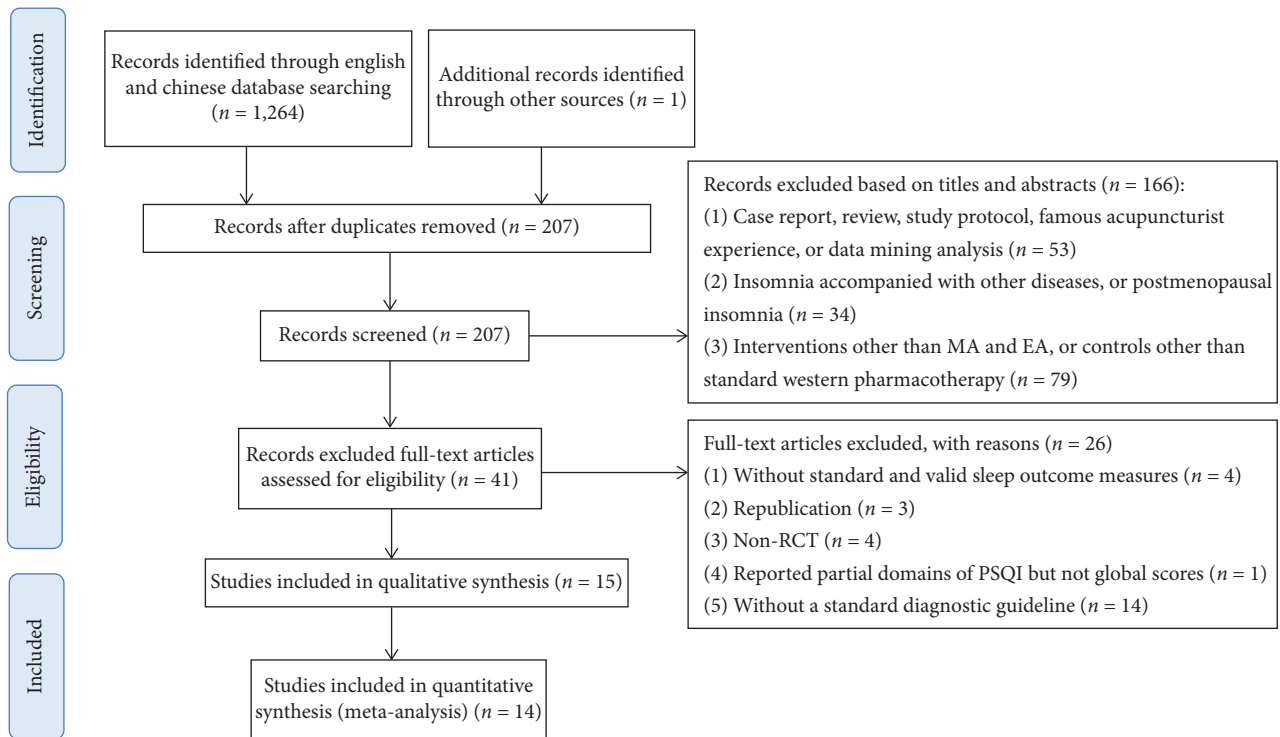 Identification
Records identified through english
and chinese database searching
(n = 1,264)
Additional records identified
through other sources (n = 1)
Screening
Records after duplicates removed (n = 207)
Records screened (n = 207)
Records excluded based on titles and abstracts (n = 166):
(1) Case report, review, study protocol, famous acupuncturist
experience, or data mining analysis (n = 53)
(2) Insomnia accompanied with other diseases, or postmenopausal
insomnia (n = 34)
(3) Interventions other than MA and EA, or controls other than
standard western pharmacotherapy (n = 79)
Eligibility
Records excluded full-text articles
assessed for eligibility (n = 41)
Full-text articles excluded, with reasons (n = 26)
(1) Without standard and valid sleep outcome measures (n = 4)
(2) Republication (n = 3)
(3) Non-RCT (n = 4)
(4) Reported partial domains of PSQI but not global scores (n = 1)
(5) Without a standard diagnostic guideline (n = 14)
Included
Studies included in qualitative synthesis (n = 15)
Studies included in quantitative
synthesis (meta-analysis) (n = 14)